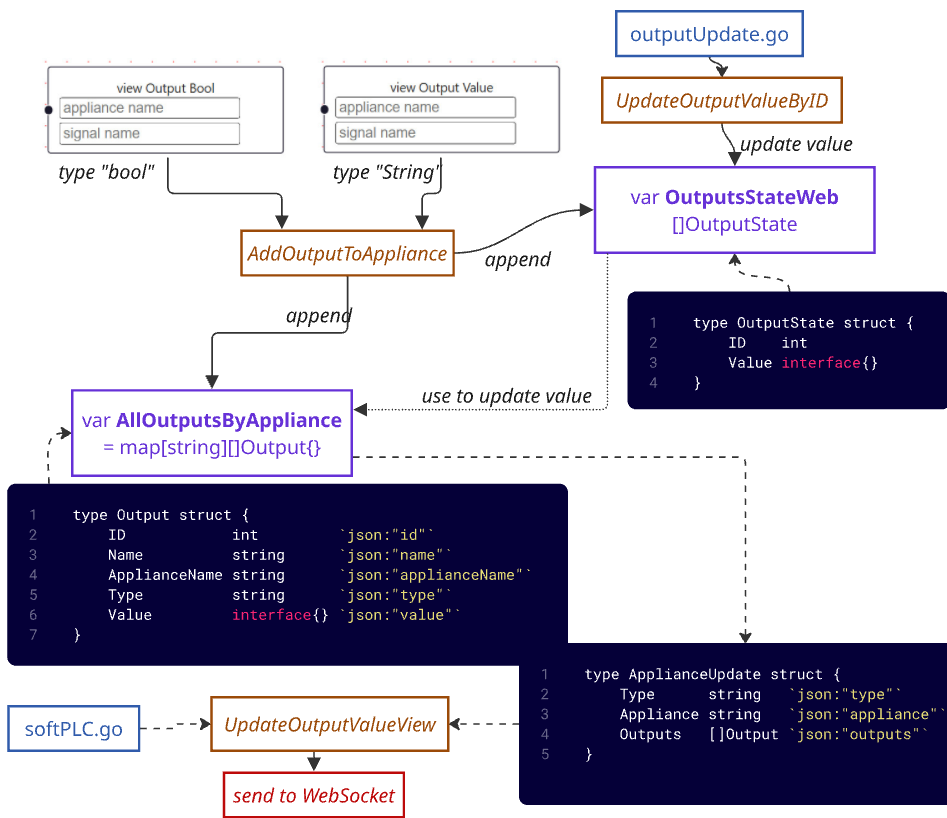 outputUpdate.go
UpdateOutputValueByID
update value
view Output Bool
appliance name
signal name
type "bool"
view Output Value
appliance name
signal name
type "String"
var OutputsStateWeb
[]OutputState
AddOutputToAppliance
append
append
1 type OutputState struct {
2 ID int
3 Value interface{}
4 }
use to update value
var AllOutputsByAppliance
= map[string][]Output{}
1 type Output struct {
2 ID int `json:"id"`
3 Name string `json:"name"`
4 ApplianceName string `json:"applianceName"`
5 Type string `json:"type"`
6 Value interface{} `json:"value"`
7 }
1 type ApplianceUpdate struct {
2 Type string `json:"type"`
3 Appliance string `json:"appliance"`
4 Outputs []Output `json:"outputs"`
5 }
softPLC.go
UpdateOutputValueView
send to WebSocket